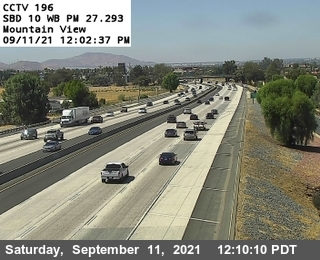 CCTV 196
SBD 10 WB PM 27.293
Mountain View
09/11/21 12:02:37 PM
Saturday, September 11, 2021 12:10:10 PDT